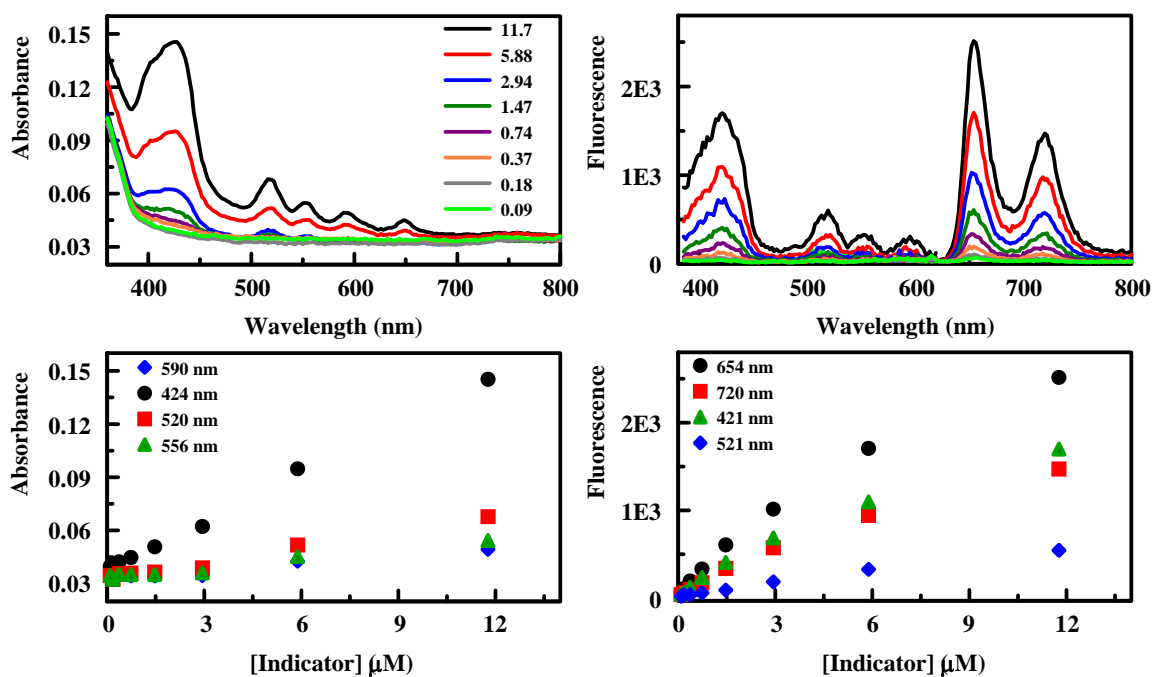 Absorbance
0.15
0.12
0.09
0.06
0.03
400
500
600
700
800
Wavelength (nm)
11.7
5.88
2.94
1.47
0.74
0.37
0.18
0.09
Fluorescence
2E3
1E3
0
400
500
600
700
800
Wavelength (nm)
Absorbance
0.15
0.12
0.09
0.06
0.03
0
3
6
9
12
[Indicator] (μM)
590 nm
424 nm
520 nm
556 nm
Fluorescence
2E3
1E3
0
0
3
6
9
12
[Indicator] (μM)
654 nm
720 nm
421 nm
521 nm